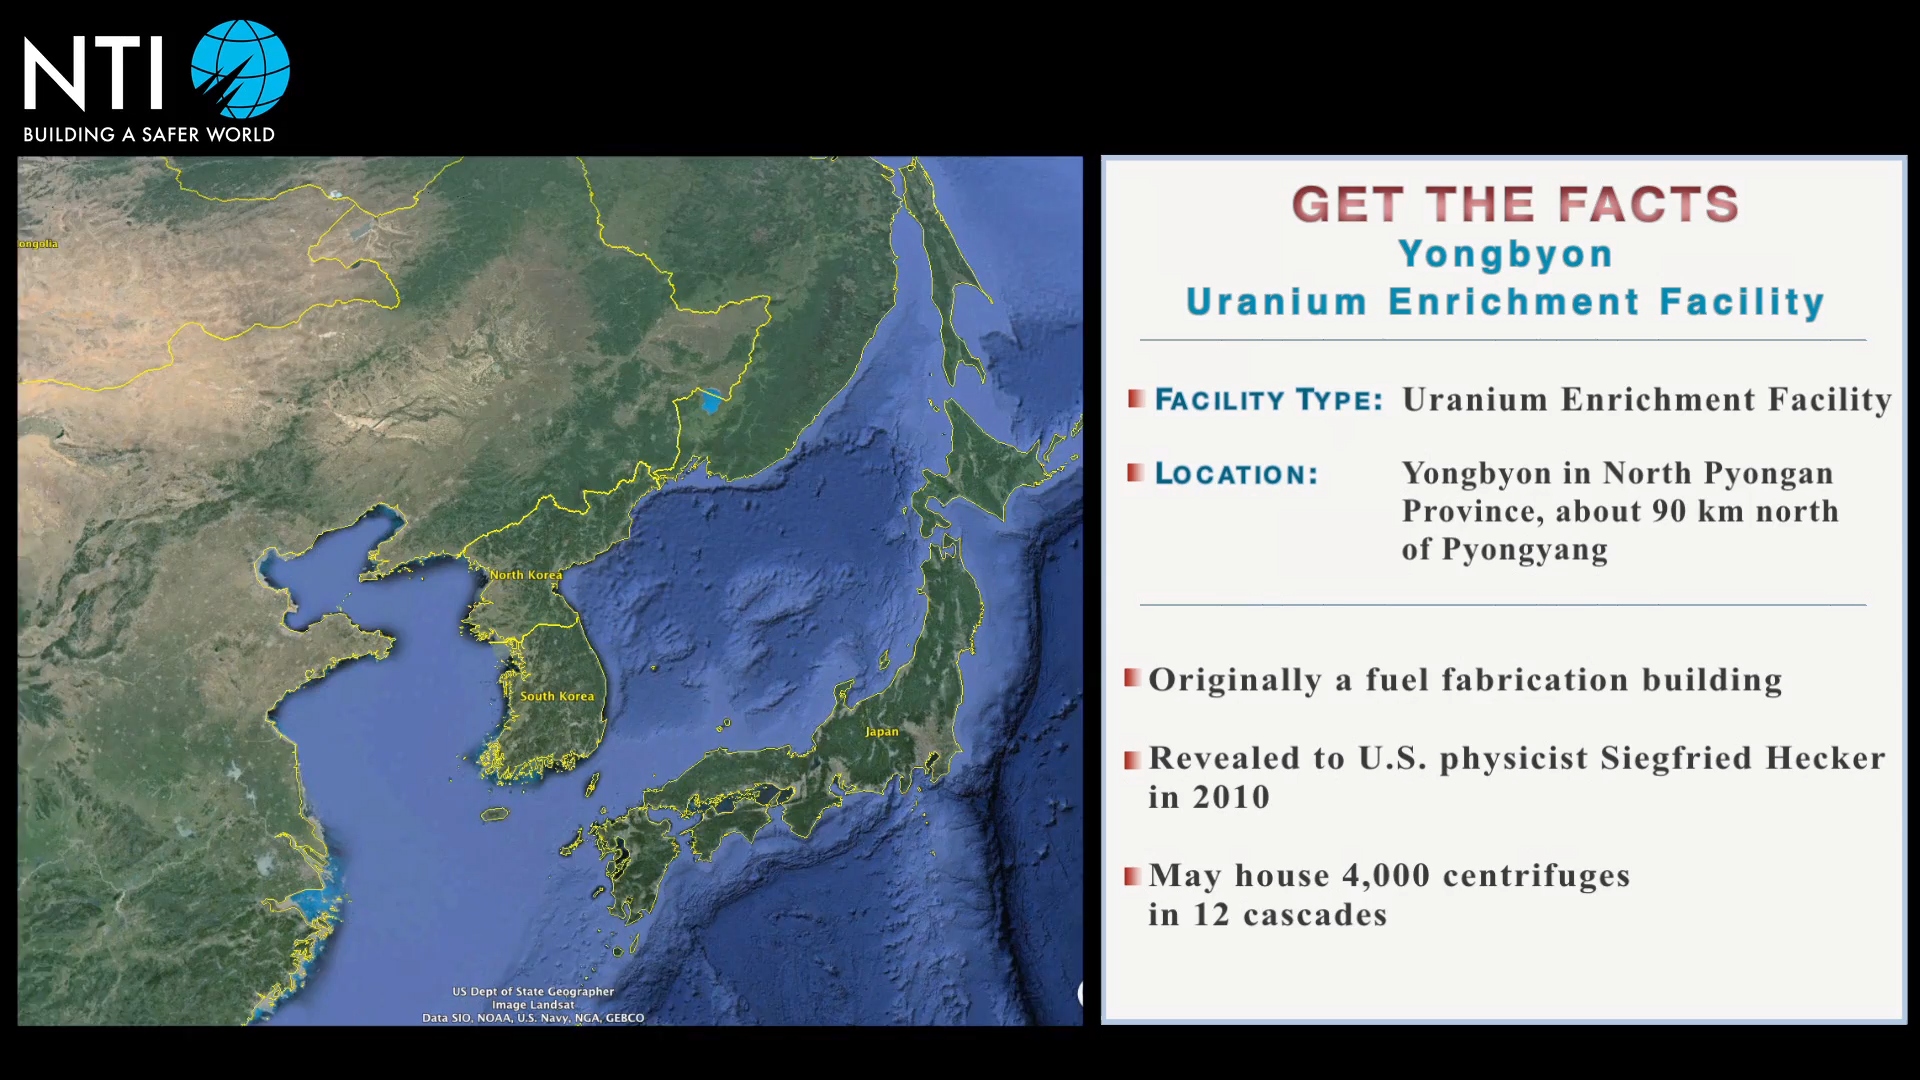 NTI
BUILDING A SAFER WORLD
ongolia
North Korea
South Korea
Japan
US Dept of State Geographer
Image Landsat
Data SIO, NOAA, U.S. Navy, NGA, GEBCO
GET THE FACTS
Yongbyon
Uranium Enrichment Facility
FACILITY TYPE: Uranium Enrichment Facility
LOCATION: Yongbyon in North Pyongan
Province, about 90 km north
of Pyongyang
Originally a fuel fabrication building
Revealed to U.S. physicist Siegfried Hecker
in 2010
May house 4,000 centrifuges
in 12 cascades